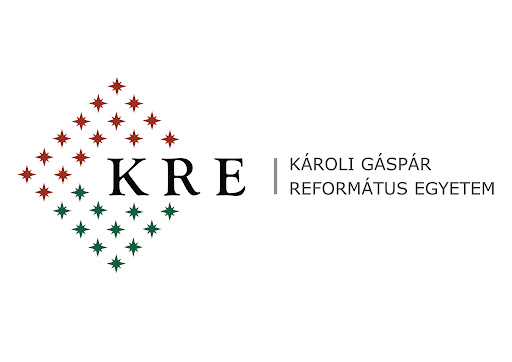 KRE
KÁROLI GÁSPÁR
REFORMÁTUS EGYETEM